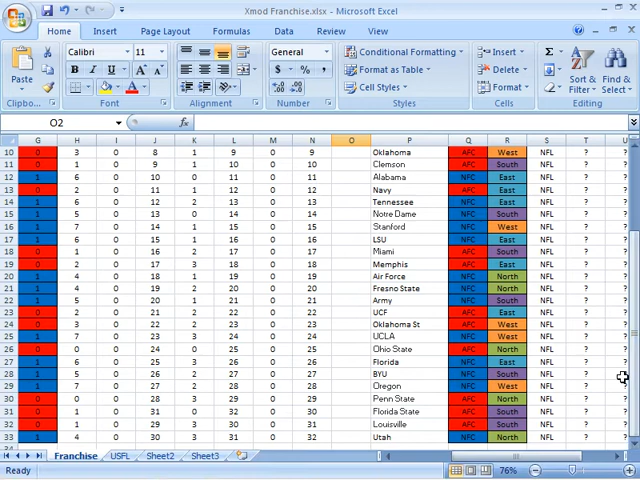 Xmod Franchise.xlsx - Microsoft Excel
Home Insert Page Layout Formulas Data Review View
Paste Calibri 11 General Conditional Formatting Insert Σ
B I U A A $ % , Format as Table Delete Sort & Filter Find & Select
Cell Styles Format
Clipboard Font Alignment Number Styles Cells Editing
O2 fx
G H I J K L M N O P Q R S T U
10 0 3 0 8 1 9 0 9 Oklahoma AFC West NFL ? ?
11 0 1 0 9 1 10 0 10 Clemson AFC South NFL ? ?
12 1 6 0 10 0 11 0 11 Alabama NFC East NFL ? ?
13 0 2 0 11 1 12 0 12 Navy AFC East NFL ? ?
14 1 6 0 12 2 13 0 13 Tennessee NFC East NFL ? ?
15 1 5 0 13 0 14 0 14 Notre Dame NFC South NFL ? ?
16 1 7 0 14 1 15 0 15 Stanford NFC West NFL ? ?
17 1 6 0 15 1 16 0 16 LSU NFC East NFL ? ?
18 0 1 0 16 2 17 0 17 Miami AFC South NFL ? ?
19 0 2 0 17 3 18 0 18 Memphis AFC East NFL ? ?
20 1 4 0 18 1 19 0 19 Air Force NFC North NFL ? ?
21 1 4 0 19 2 20 0 20 Fresno State NFC North NFL ? ?
22 1 5 0 20 1 21 0 21 Army NFC South NFL ? ?
23 0 2 0 21 2 22 0 22 UCF AFC East NFL ? ?
24 0 3 0 22 2 23 0 23 Oklahoma St AFC West NFL ? ?
25 1 7 0 23 3 24 0 24 UCLA NFC West NFL ? ?
26 0 0 0 24 0 25 0 25 Ohio State AFC North NFL ? ?
27 1 6 0 25 3 26 0 26 Florida NFC East NFL ? ?
28 1 5 0 26 2 27 0 27 BYU NFC South NFL ? ?
29 1 7 0 27 2 28 0 28 Oregon NFC West NFL ? ?
30 0 0 0 28 3 29 0 29 Penn State AFC North NFL ? ?
31 0 1 0 31 0 32 0 31 Florida State AFC South NFL ? ?
32 0 1 0 29 3 30 0 32 Louisville AFC South NFL ? ?
33 1 4 0 30 3 31 0 32 Utah NFC North NFL ? ?
Franchise USFL Sheet2 Sheet3
Ready 76%